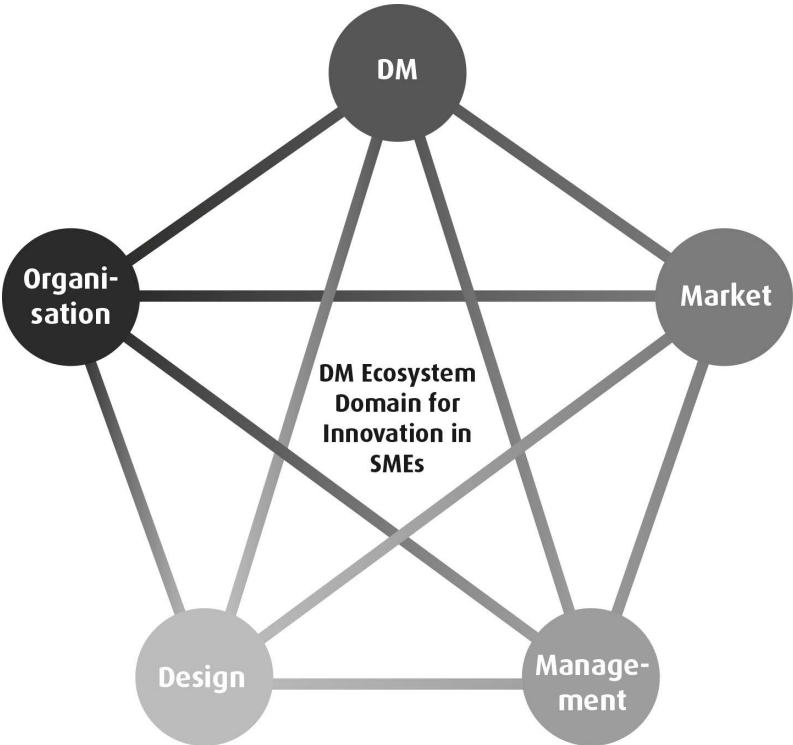 DM
Organi-
sation
Market
DM Ecosystem
Domain for
Innovation in
SMEs
Design
Manage-
ment